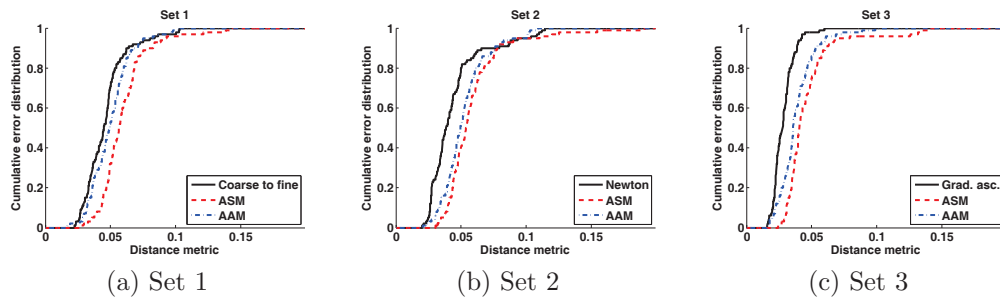 Set 1
Cumulative error distribution
1
0.8
0.6
0.4
0.2
0
0
0.05
0.1
0.15
Distance metric
Coarse to fine
ASM
AAM
(a) Set 1
Set 2
Cumulative error distribution
1
0.8
0.6
0.4
0.2
0
0
0.05
0.1
0.15
Distance metric
Newton
ASM
AAM
(b) Set 2
Set 3
Cumulative error distribution
1
0.8
0.6
0.4
0.2
0
0
0.05
0.1
0.15
Distance metric
Grad. asc.
ASM
AAM
(c) Set 3